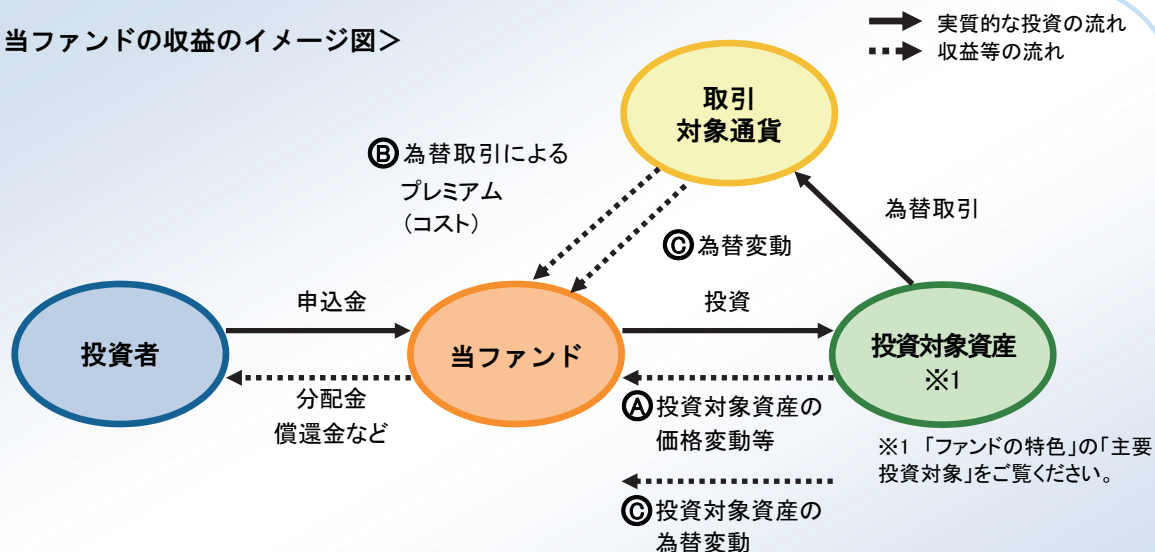 当ファンドの収益のイメージ図＞
実質的な投資の流れ
収益等の流れ
取引
対象通貨
Ⓑ為替取引による
プレミアム
（コスト）
Ⓒ為替変動
為替取引
申込金
投資
投資者
当ファンド
投資対象資産
※1
分配金
償還金など
Ⓐ投資対象資産の
価格変動等
※1 「ファンドの特色」の「主要
投資対象」をご覧ください。
Ⓒ投資対象資産の
為替変動